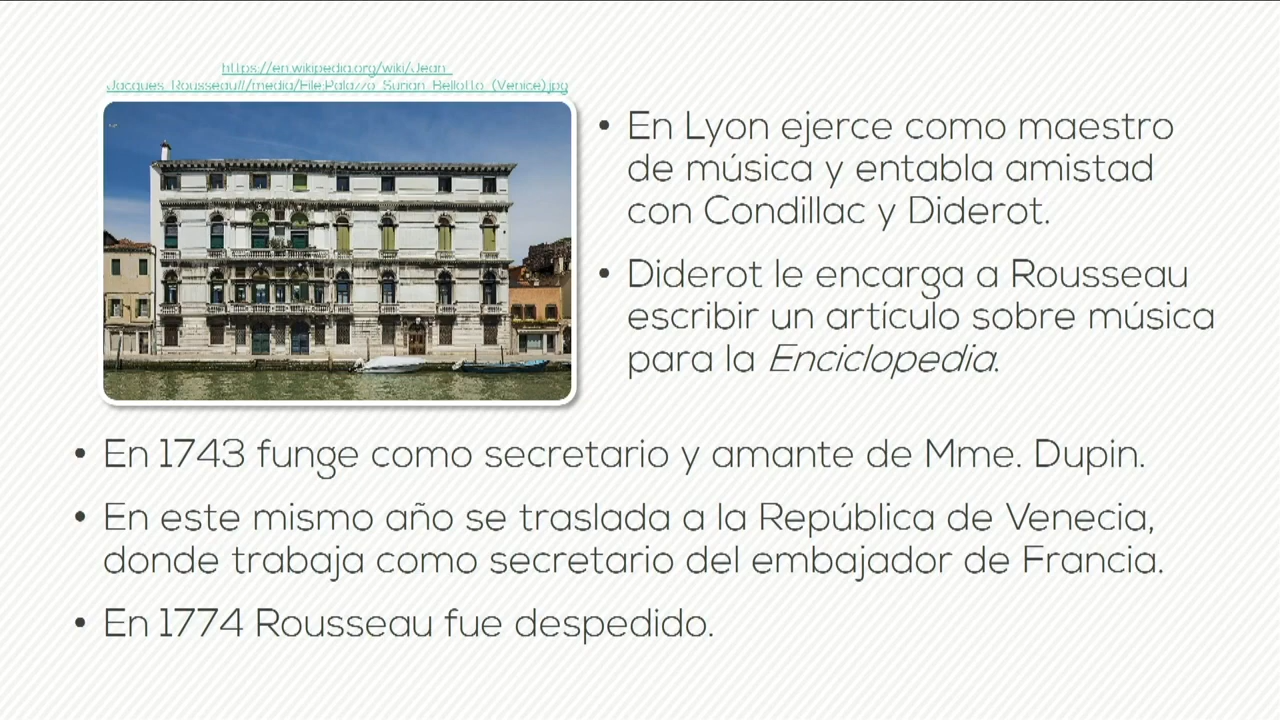 https://en.wikipedia.org/wiki/Jean-
Jacques_Rousseau#/media/File:Palazzo_Surian_Bellotto_(Venice).jpg
• En Lyon ejerce como maestro
de música y entabla amistad
con Condillac y Diderot.
• Diderot le encarga a Rousseau
escribir un artículo sobre música
para la Enciclopedia.
• En 1743 funge como secretario y amante de Mme. Dupin.
• En este mismo año se traslada a la República de Venecia,
donde trabaja como secretario del embajador de Francia.
• En 1774 Rousseau fue despedido.